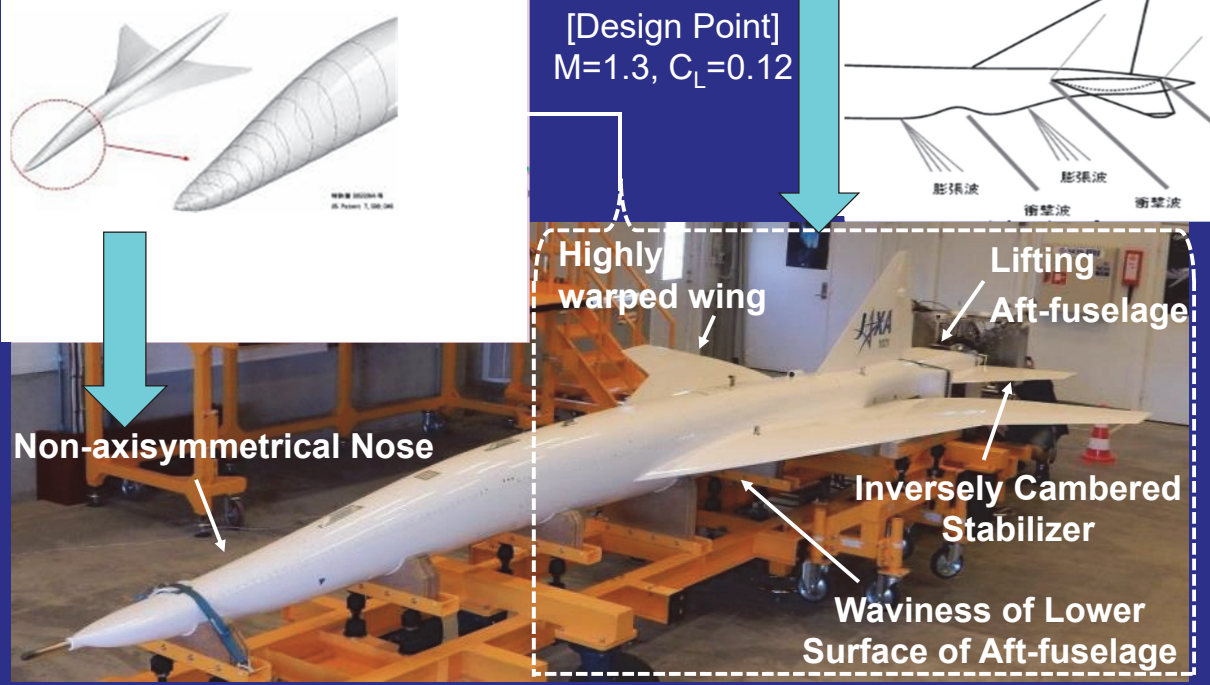 [Design Point]
M=1.3, C_L=0.12
膨張波
膨張波
衝撃波
衝撃波
Highly
warped wing
Lifting
Aft-fuselage
JAXA
Non-axisymmetrical Nose
Inversely Cambered
Stabilizer
Waviness of Lower
Surface of Aft-fuselage